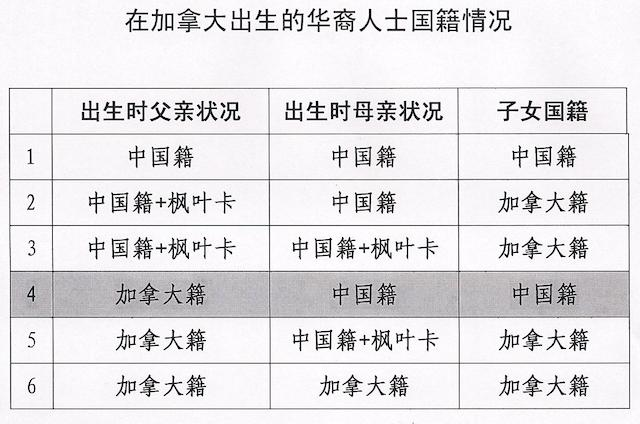 在加拿大出生的华裔人士国籍情况
出生时父亲状况 出生时母亲状况 子女国籍
1 中国籍 中国籍 中国籍
2 中国籍+枫叶卡 中国籍 加拿大籍
3 中国籍+枫叶卡 中国籍+枫叶卡 加拿大籍
4 加拿大籍 中国籍 中国籍
5 加拿大籍 中国籍+枫叶卡 加拿大籍
6 加拿大籍 加拿大籍 加拿大籍